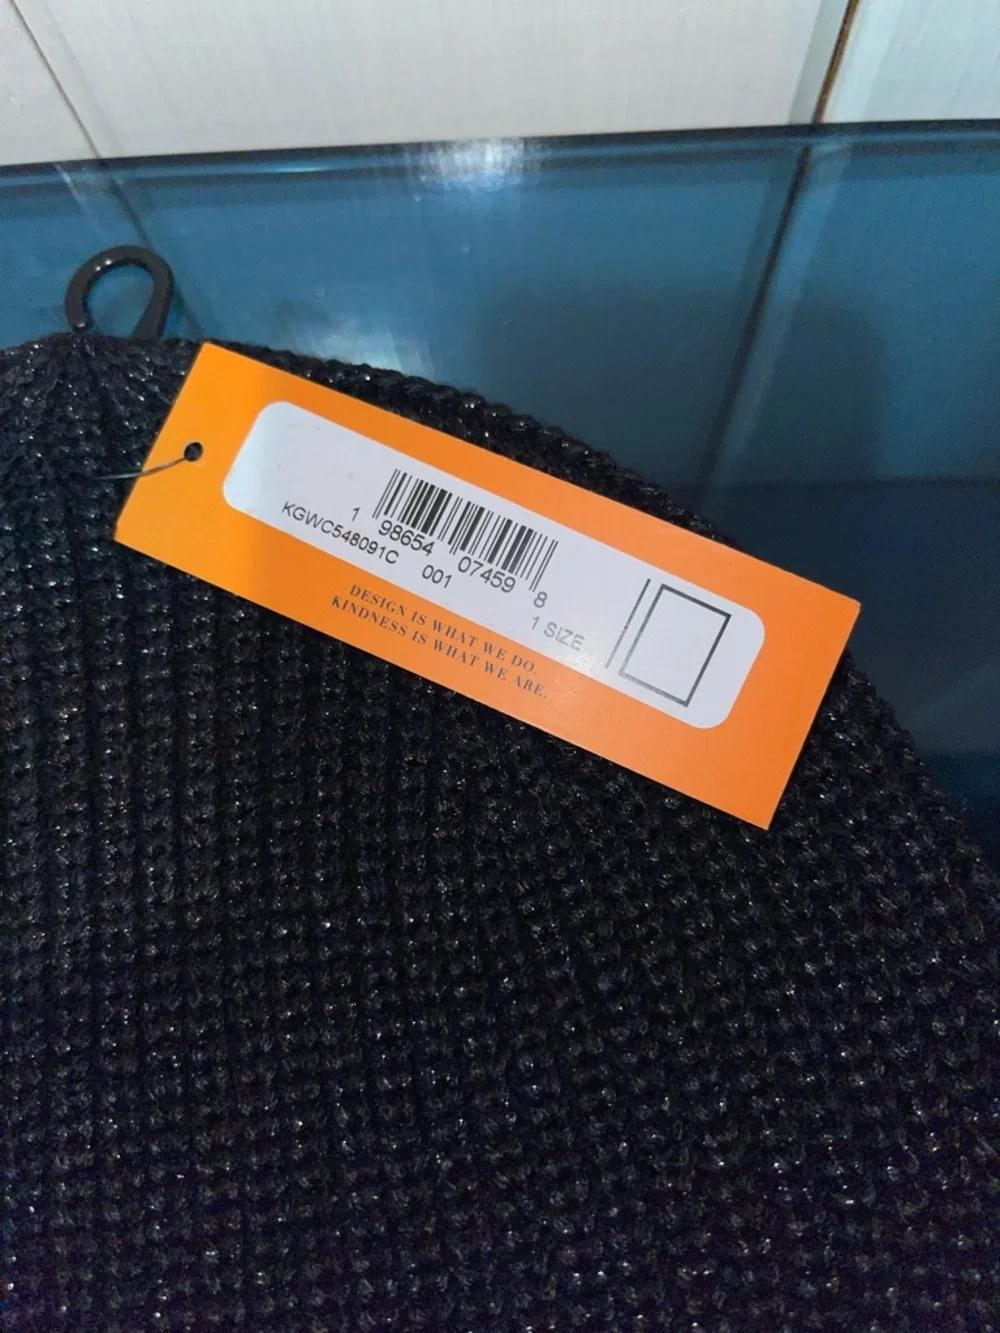 1 98654 07459 8
KGWC548091C 001 1 SIZE
DESIGN IS WHAT WE DO.
KINDNESS IS WHAT WE ARE.